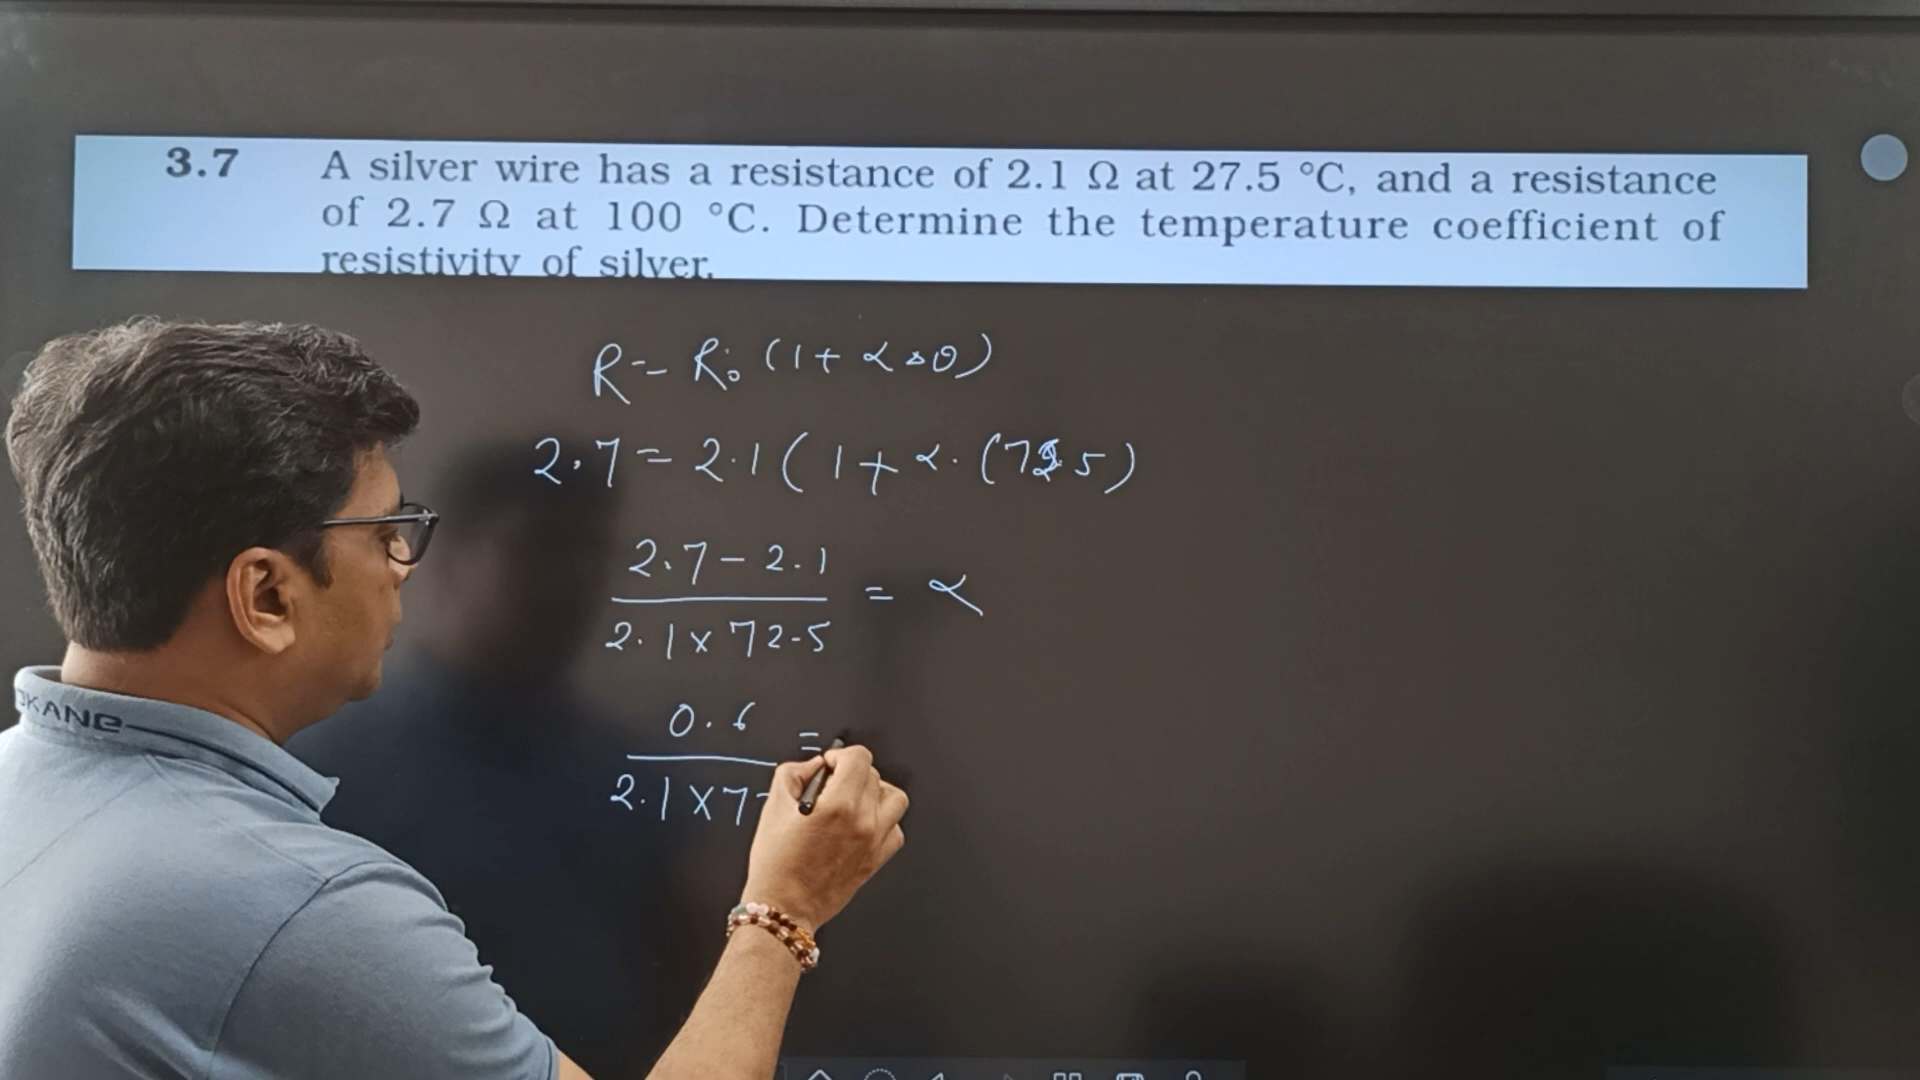 3.7 A silver wire has a resistance of 2.1 Ω at 27.5 °C, and a resistance
of 2.7 Ω at 100 °C. Determine the temperature coefficient of
resistivity of silver.
R = R₀ (1 + α Δθ)
2.7 = 2.1 ( 1 + α. (72.5)
2.7 - 2.1
= α
2.1 x 72.5
0.6
=
2.1 x 7
OKANE